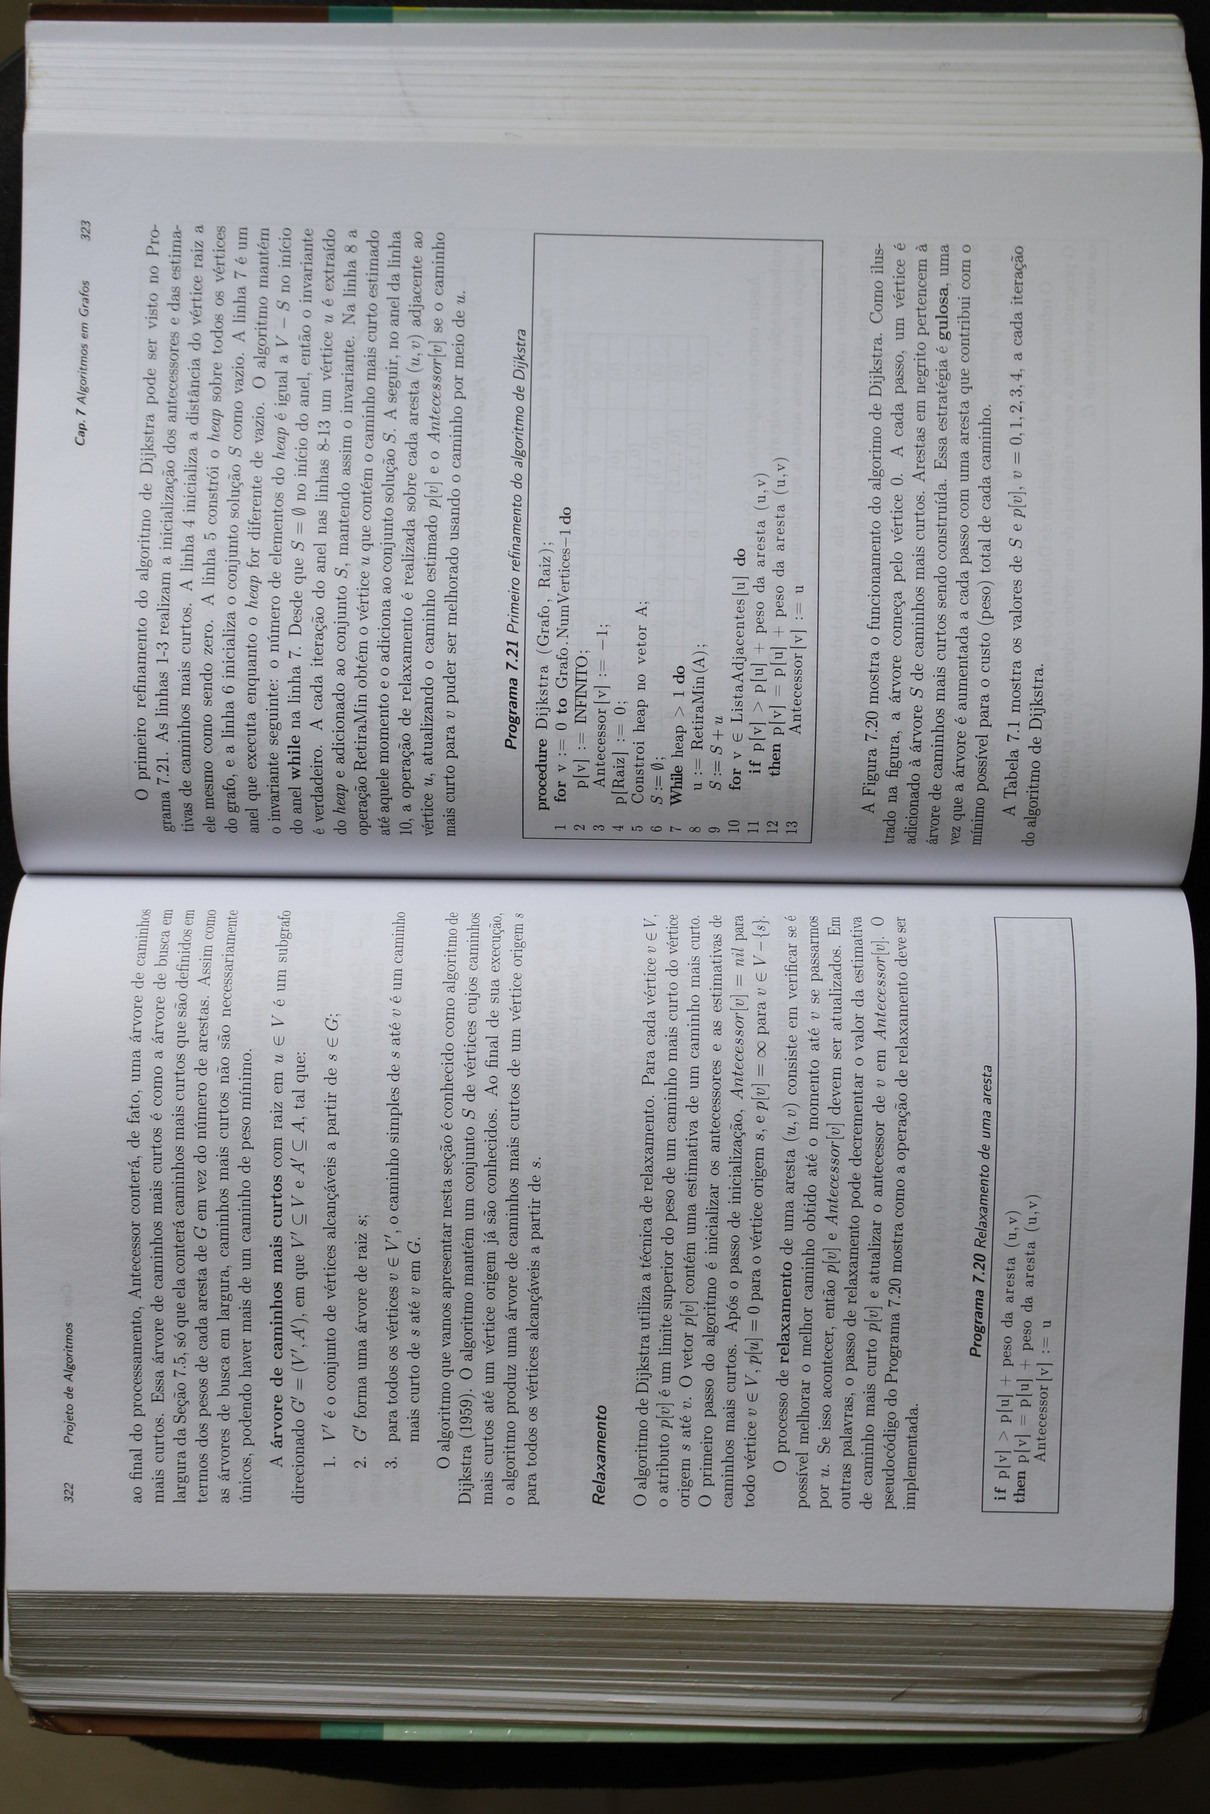 322 Projeto de Algoritmos
ao final do processamento, Antecessor conterá, de fato, uma árvore de caminhos
mais curtos. Essa árvore de caminhos mais curtos é como a árvore de busca em
largura da Seção 7.5, só que ela conterá caminhos mais curtos que são definidos em
termos dos pesos de cada aresta de G em vez do número de arestas. Assim como
as árvores de busca em largura, caminhos mais curtos não são necessariamente
únicos, podendo haver mais de um caminho de peso mínimo.
A árvore de caminhos mais curtos com raiz em u ∈ V é um subgrafo
direcionado G′ = (V′, A′), em que V′ ⊆ V e A′ ⊆ A, tal que:
1. V′ é o conjunto de vértices alcançáveis a partir de s ∈ G;
2. G′ forma uma árvore de raiz s;
3. para todos os vértices v ∈ V′, o caminho simples de s até v é um caminho
mais curto de s até v em G.
O algoritmo que vamos apresentar nesta seção é conhecido como algoritmo de
Dijkstra (1959). O algoritmo mantém um conjunto S de vértices cujos caminhos
mais curtos até um vértice origem já são conhecidos. Ao final de sua execução,
o algoritmo produz uma árvore de caminhos mais curtos de um vértice origem s
para todos os vértices alcançáveis a partir de s.
Relaxamento
O algoritmo de Dijkstra utiliza a técnica de relaxamento. Para cada vértice v ∈ V,
o atributo p[v] é um limite superior do peso de um caminho mais curto do vértice
origem s até v. O vetor p[v] contém uma estimativa de um caminho mais curto.
O primeiro passo do algoritmo é inicializar os antecessores e as estimativas de
caminhos mais curtos. Após o passo de inicialização, Antecessor[v] = nil para
todo vértice v ∈ V, p[u] = 0 para o vértice origem s, e p[v] = ∞ para v ∈ V − {s}.
O processo de relaxamento de uma aresta (u, v) consiste em verificar se é
possível melhorar o melhor caminho obtido até o momento até v se passarmos
por u. Se isso acontecer, então p[v] e Antecessor[v] devem ser atualizados. Em
outras palavras, o passo de relaxamento pode decrementar o valor da estimativa
de caminho mais curto p[v] e atualizar o antecessor de v em Antecessor[v]. O
pseudocódigo do Programa 7.20 mostra como a operação de relaxamento deve ser
implementada.
Programa 7.20 Relaxamento de uma aresta
if p[v] > p[u] + peso da aresta (u,v)
then p[v] = p[u] + peso da aresta (u,v)
Antecessor[v] := u
Cap. 7 Algoritmos em Grafos 323
O primeiro refinamento do algoritmo de Dijkstra pode ser visto no Pro-
grama 7.21. As linhas 1-3 realizam a inicialização dos antecessores e das estima-
tivas de caminhos mais curtos. A linha 4 inicializa a distância do vértice raiz a
ele mesmo como sendo zero. A linha 5 constrói o heap sobre todos os vértices
do grafo, e a linha 6 inicializa o conjunto solução S como vazio. A linha 7 é um
anel que executa enquanto o heap for diferente de vazio. O algoritmo mantém
o invariante seguinte: o número de elementos do heap é igual a V − S no início
do anel while na linha 7. Desde que S = ∅ no início do anel, então o invariante
é verdadeiro. A cada iteração do anel nas linhas 8-13 um vértice u é extraído
do heap e adicionado ao conjunto S, mantendo assim o invariante. Na linha 8 a
operação RetiraMin obtém o vértice u que contém o caminho mais curto estimado
até aquele momento e o adiciona ao conjunto solução S. A seguir, no anel da linha
10, a operação de relaxamento é realizada sobre cada aresta (u, v) adjacente ao
vértice u, atualizando o caminho estimado p[v] e o Antecessor[v] se o caminho
mais curto para v puder ser melhorado usando o caminho por meio de u.
Programa 7.21 Primeiro refinamento do algoritmo de Dijkstra
procedure Dijkstra (Grafo, Raiz);
1 for v := 0 to Grafo.NumVertices−1 do
2 p[v] := INFINITO;
3 Antecessor[v] := −1;
4 p[Raiz] := 0;
5 Constroi heap no vetor A;
6 S := ∅;
7 While heap > 1 do
8 u := RetiraMin(A);
9 S := S + u
10 for v ∈ ListaAdjacentes[u] do
11 if p[v] > p[u] + peso da aresta (u,v)
12 then p[v] = p[u] + peso da aresta (u,v)
13 Antecessor[v] := u
A Figura 7.20 mostra o funcionamento do algorimo de Dijkstra. Como ilus-
trado na figura, a árvore começa pelo vértice 0. A cada passo, um vértice é
adicionado à árvore S de caminhos mais curtos. Arestas em negrito pertencem à
árvore de caminhos mais curtos sendo construída. Essa estratégia é gulosa, uma
vez que a árvore é aumentada a cada passo com uma aresta que contribui com o
mínimo possível para o custo (peso) total de cada caminho.
A Tabela 7.1 mostra os valores de S e p[v], v = 0, 1, 2, 3, 4, a cada iteração
do algoritmo de Dijkstra.